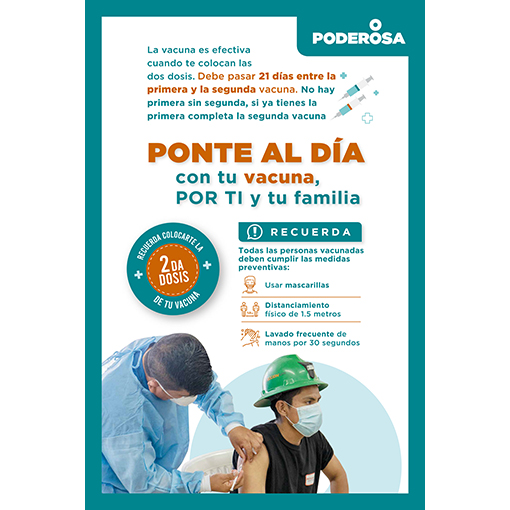 PODEROSA
La vacuna es efectiva
cuando te colocan las
dos dosis. Debe pasar 21 días entre la
primera y la segunda vacuna. No hay
primera sin segunda, si ya tienes la
primera completa la segunda vacuna
PONTE AL DÍA
con tu vacuna,
POR TI y tu familia
RECUERDA COLOCARTE LA
2DA
DOSIS
DE TU VACUNA
RECUERDA
Todas las personas vacunadas
deben cumplir las medidas
preventivas:
Usar mascarillas
Distanciamiento
físico de 1.5 metros
Lavado frecuente de
manos por 30 segundos